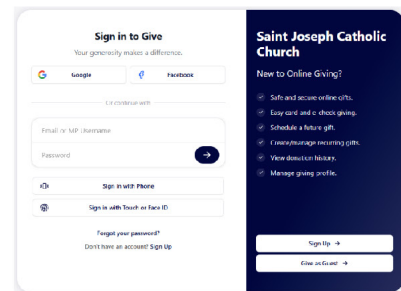 Sign in to Give
Your generosity makes a difference.
Google
Facebook
Or continue with
Email or MP Username
Password
Sign in with Phone
Sign in with Touch or Face ID
Forgot your password?
Don't have an account? Sign Up
Saint Joseph Catholic
Church
New to Online Giving?
Safe and secure online gifts.
Easy card and e-check giving.
Schedule a future gift.
Create/manage recurring gifts.
View donation history.
Manage giving profile.
Sign Up →
Give as Guest →